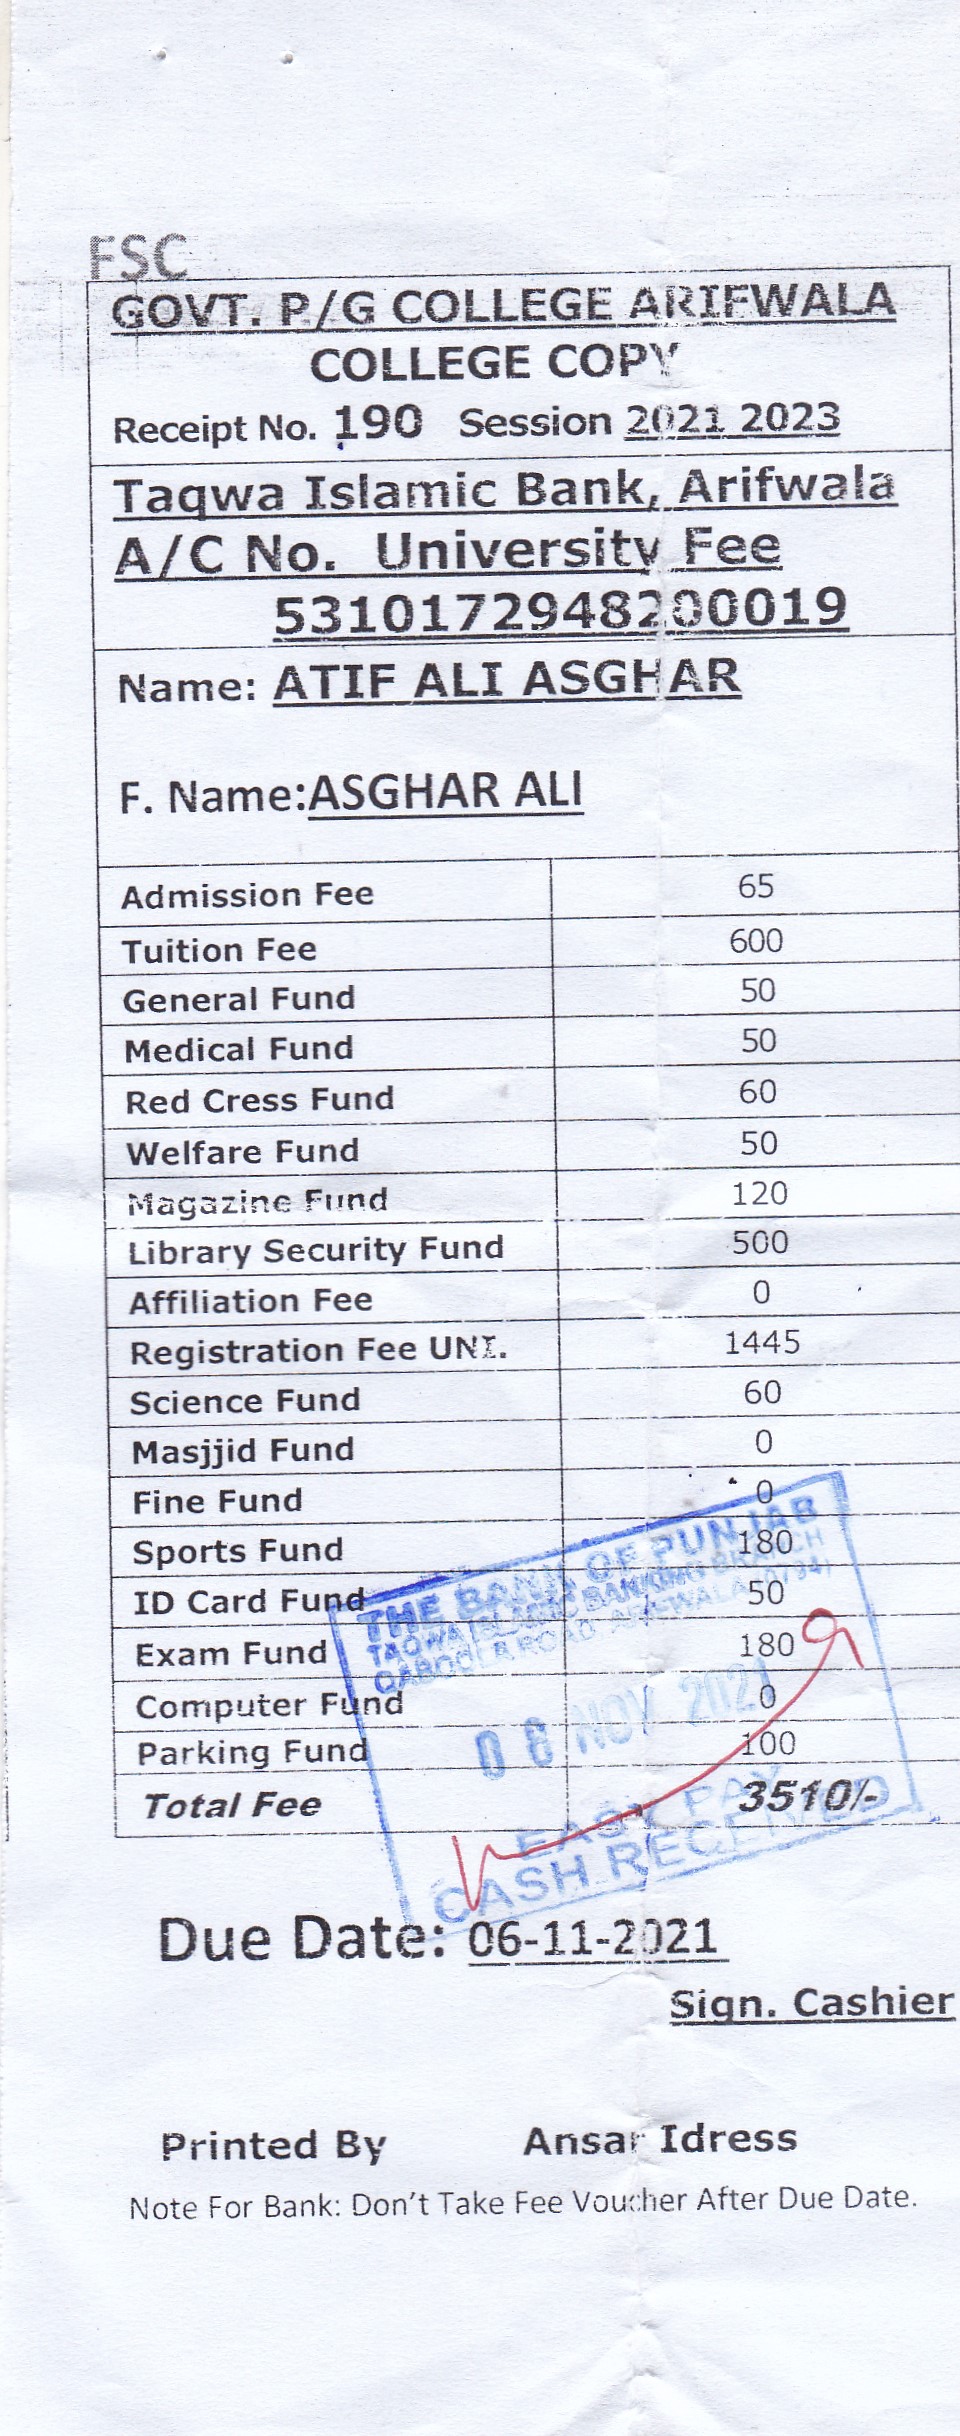 FSC
GOVT. P/G COLLEGE ARIFWALA
COLLEGE COPY
Receipt No. 190 Session 2021 2023
Taqwa Islamic Bank, Arifwala
A/C No. University Fee
5310172948200019
Name: ATIF ALI ASGHAR
F. Name:ASGHAR ALI
Admission Fee 65
Tuition Fee 600
General Fund 50
Medical Fund 50
Red Cress Fund 60
Welfare Fund 50
Magazine Fund 120
Library Security Fund 500
Affiliation Fee 0
Registration Fee UNI. 1445
Science Fund 60
Masjjid Fund 0
Fine Fund 0
Sports Fund 180
ID Card Fund 50
Exam Fund 180
Computer Fund 0
Parking Fund 100
Total Fee 3510/-
THE BANK OF PUNJAB
TAQWA ISLAMIC BANKING BRANCH
QABOOLA ROAD, ARIFWALA
06 NOV 2021
EASY PAY
CASH RECEIVED
Due Date: 06-11-2021
Sign. Cashier
Printed By Ansar Idress
Note For Bank: Don't Take Fee Voucher After Due Date.